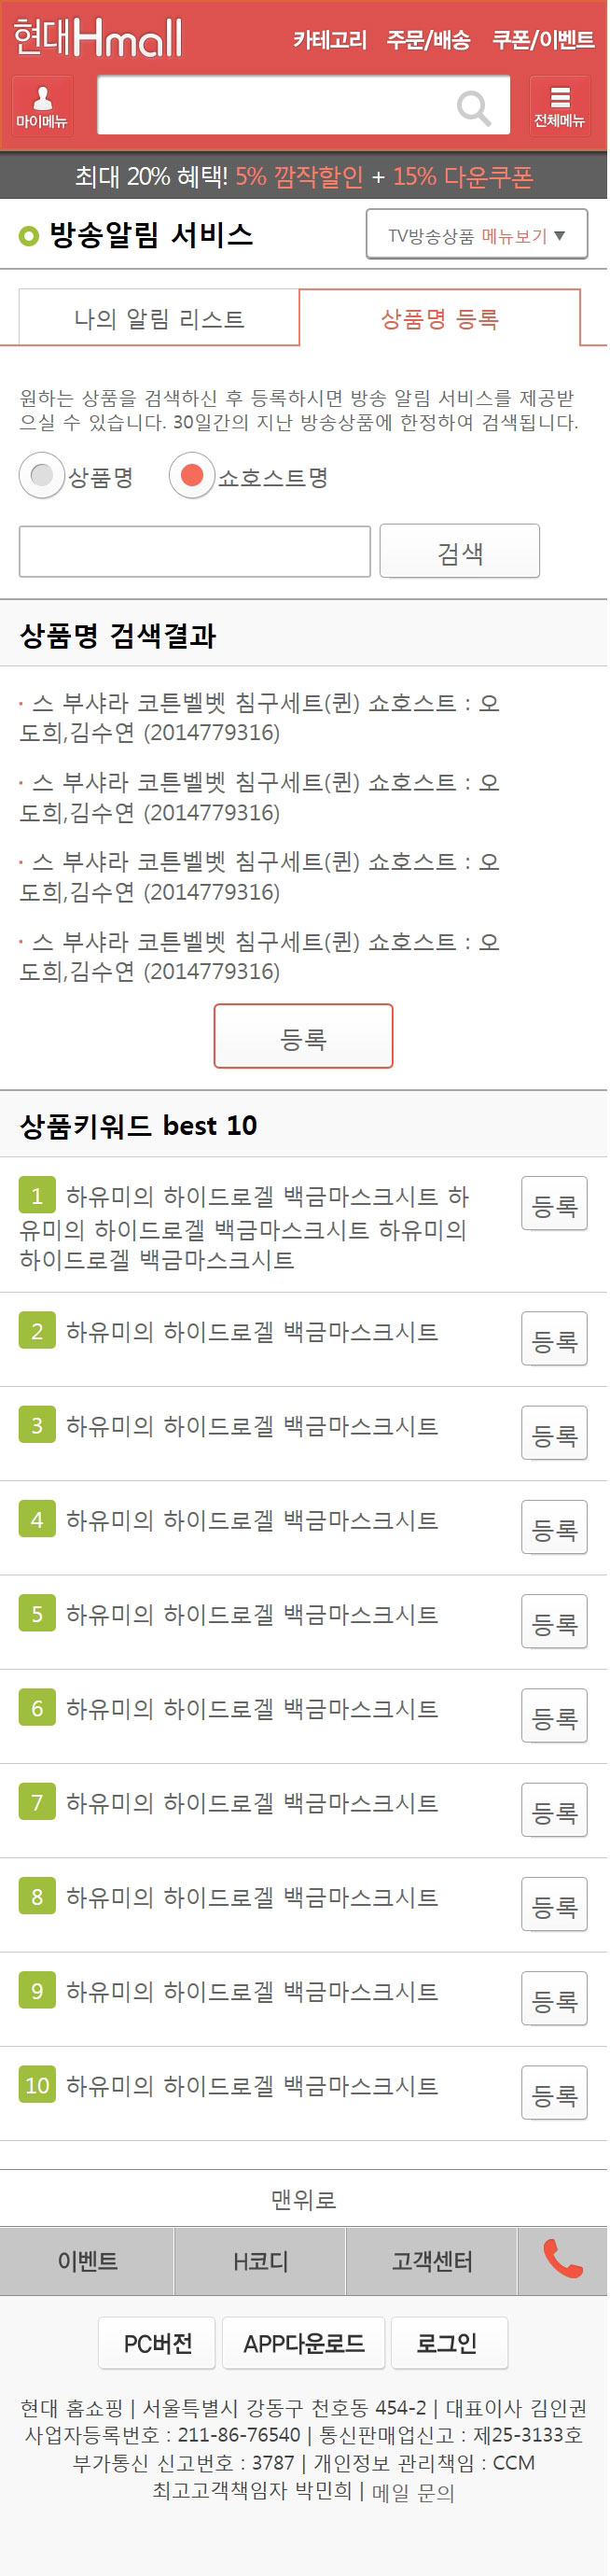 현대Hmall
카테고리 주문/배송 쿠폰/이벤트
마이메뉴
전체메뉴
최대 20% 혜택! 5% 깜작할인 + 15% 다운쿠폰
방송알림 서비스
TV방송상품 메뉴보기 ▼
나의 알림 리스트
상품명 등록
원하는 상품을 검색하신 후 등록하시면 방송 알림 서비스를 제공받
으실 수 있습니다. 30일간의 지난 방송상품에 한정하여 검색됩니다.
상품명
쇼호스트명
검색
상품명 검색결과
· 스 부샤라 코튼벨벳 침구세트(퀸) 쇼호스트 : 오
도희,김수연 (2014779316)
· 스 부샤라 코튼벨벳 침구세트(퀸) 쇼호스트 : 오
도희,김수연 (2014779316)
· 스 부샤라 코튼벨벳 침구세트(퀸) 쇼호스트 : 오
도희,김수연 (2014779316)
· 스 부샤라 코튼벨벳 침구세트(퀸) 쇼호스트 : 오
도희,김수연 (2014779316)
등록
상품키워드 best 10
1 하유미의 하이드로겔 백금마스크시트 하
유미의 하이드로겔 백금마스크시트 하유미의
하이드로겔 백금마스크시트
등록
2 하유미의 하이드로겔 백금마스크시트
등록
3 하유미의 하이드로겔 백금마스크시트
등록
4 하유미의 하이드로겔 백금마스크시트
등록
5 하유미의 하이드로겔 백금마스크시트
등록
6 하유미의 하이드로겔 백금마스크시트
등록
7 하유미의 하이드로겔 백금마스크시트
등록
8 하유미의 하이드로겔 백금마스크시트
등록
9 하유미의 하이드로겔 백금마스크시트
등록
10 하유미의 하이드로겔 백금마스크시트
등록
맨위로
이벤트
H코디
고객센터
PC버전
APP다운로드
로그인
현대 홈쇼핑 | 서울특별시 강동구 천호동 454-2 | 대표이사 김인권
사업자등록번호 : 211-86-76540 | 통신판매업신고 : 제25-3133호
부가통신 신고번호 : 3787 | 개인정보 관리책임 : CCM
최고고객책임자 박민희 | 메일 문의